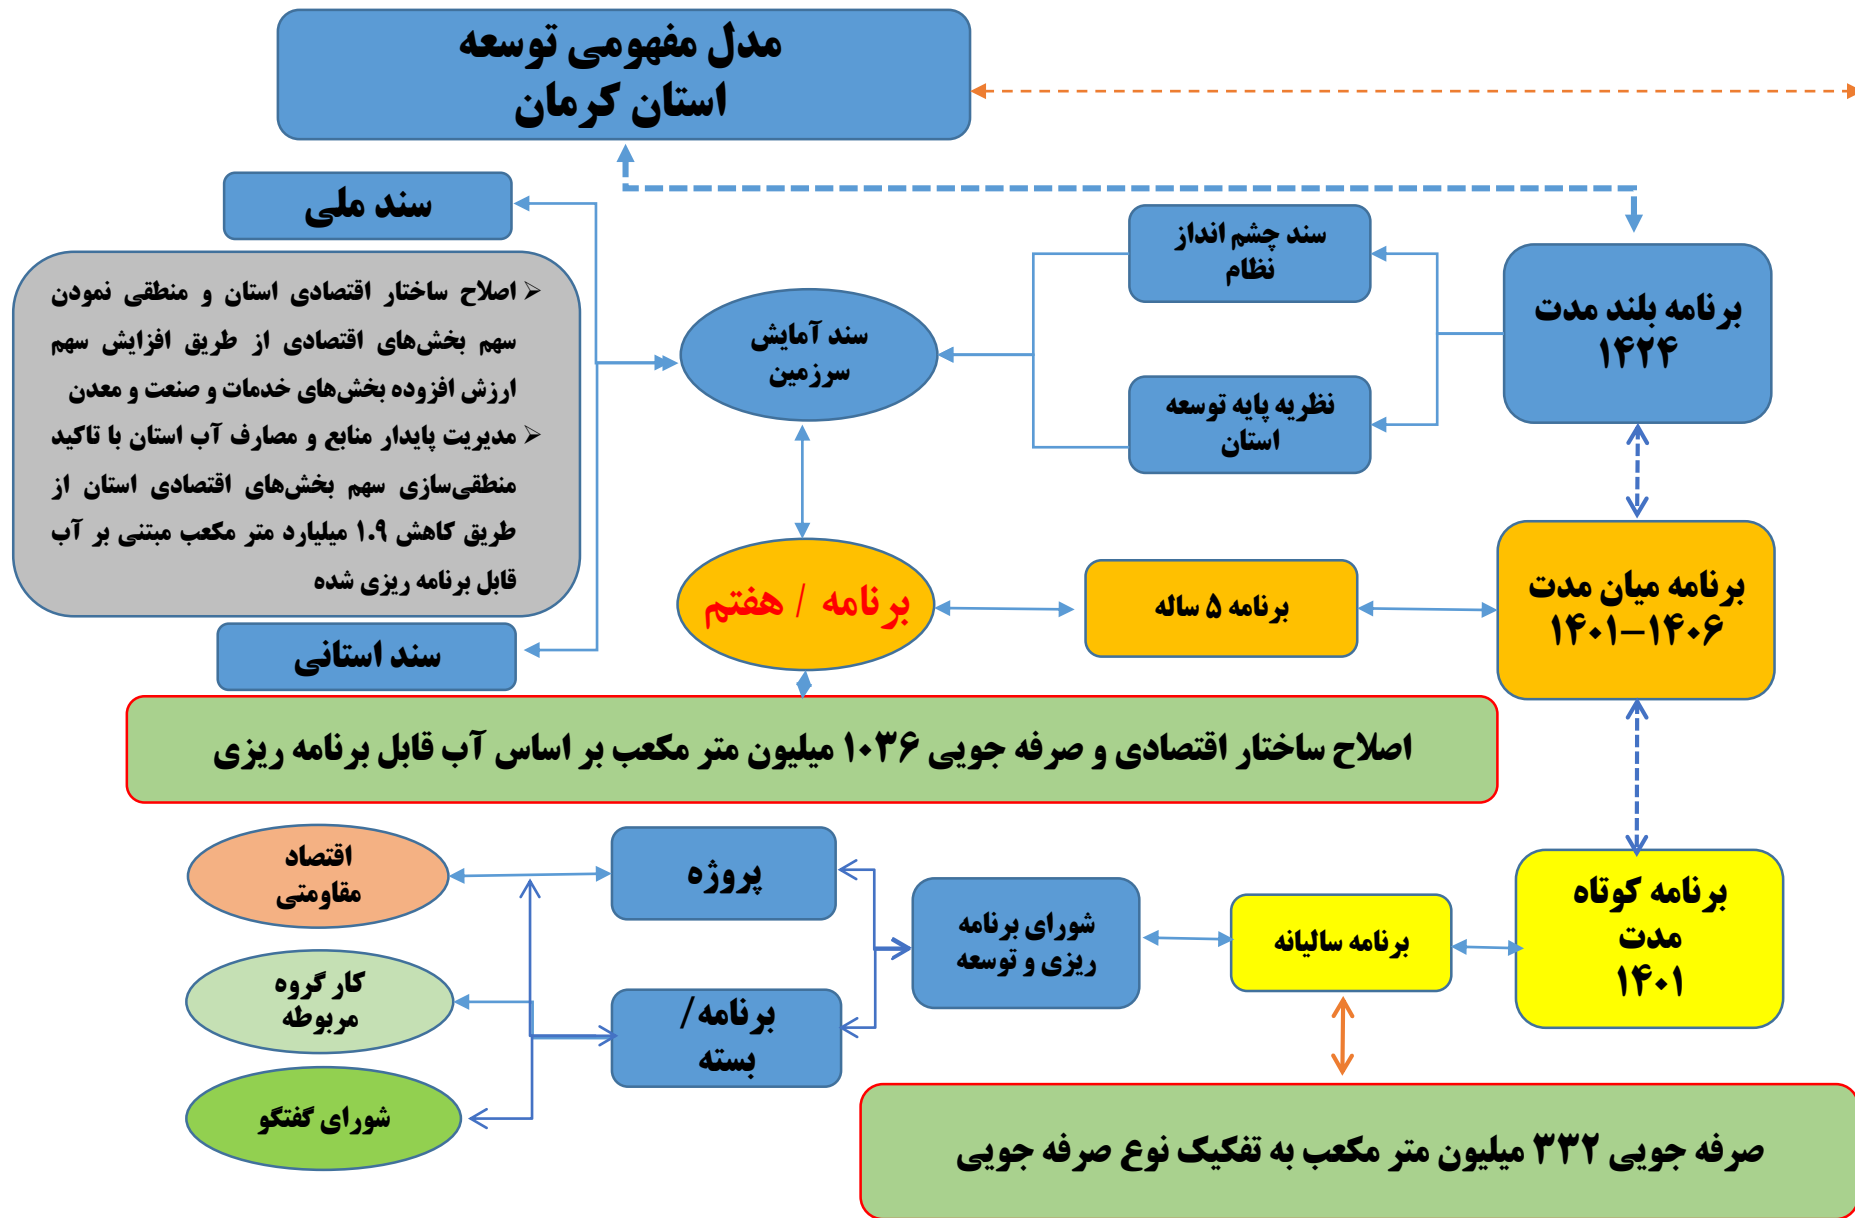 مدل مفهومی توسعه
استان کرمان
سند ملی
سند چشم انداز
نظام
برنامه بلند مدت
۱۴۲۴
اصلاح ساختار اقتصادی استان و منطقی نمودن
سهم بخش‌های اقتصادی از طریق افزایش سهم
ارزش افزوده بخش‌های خدمات و صنعت و معدن
مدیریت پایدار منابع و مصارف آب استان با تاکید
منطقی‌سازی سهم بخش‌های اقتصادی استان از
طریق کاهش ۱.۹ میلیارد متر مکعب مبتنی بر آب
قابل برنامه ریزی شده
سند آمایش
سرزمین
نظریه پایه توسعه
استان
برنامه میان مدت
۱۴۰۱-۱۴۰۶
برنامه ۵ ساله
برنامه / هفتم
سند استانی
اصلاح ساختار اقتصادی و صرفه جویی ۱۰۳۶ میلیون متر مکعب بر اساس آب قابل برنامه ریزی
برنامه کوتاه
مدت
۱۴۰۱
برنامه سالیانه
شورای برنامه
ریزی و توسعه
پروژه
برنامه/
بسته
اقتصاد
مقاومتی
کار گروه
مربوطه
شورای گفتگو
صرفه جویی ۳۳۲ میلیون متر مکعب به تفکیک نوع صرفه جویی